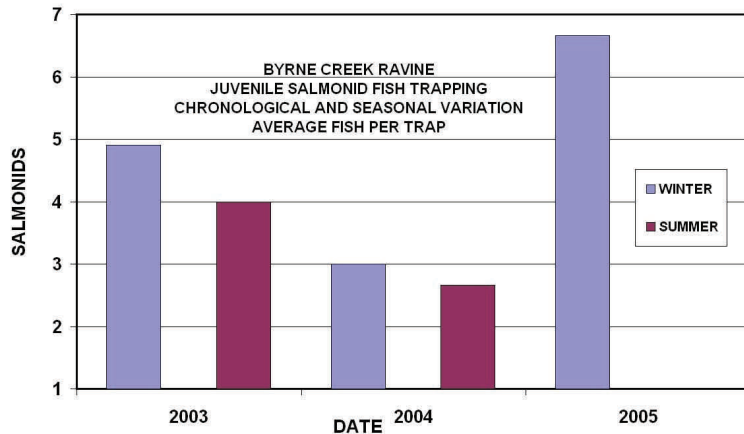 7
BYRNE CREEK RAVINE
JUVENILE SALMONID FISH TRAPPING
CHRONOLOGICAL AND SEASONAL VARIATION
AVERAGE FISH PER TRAP
6
5
4
3
2
1
SALMONIDS
WINTER
SUMMER
2003
2004
2005
DATE